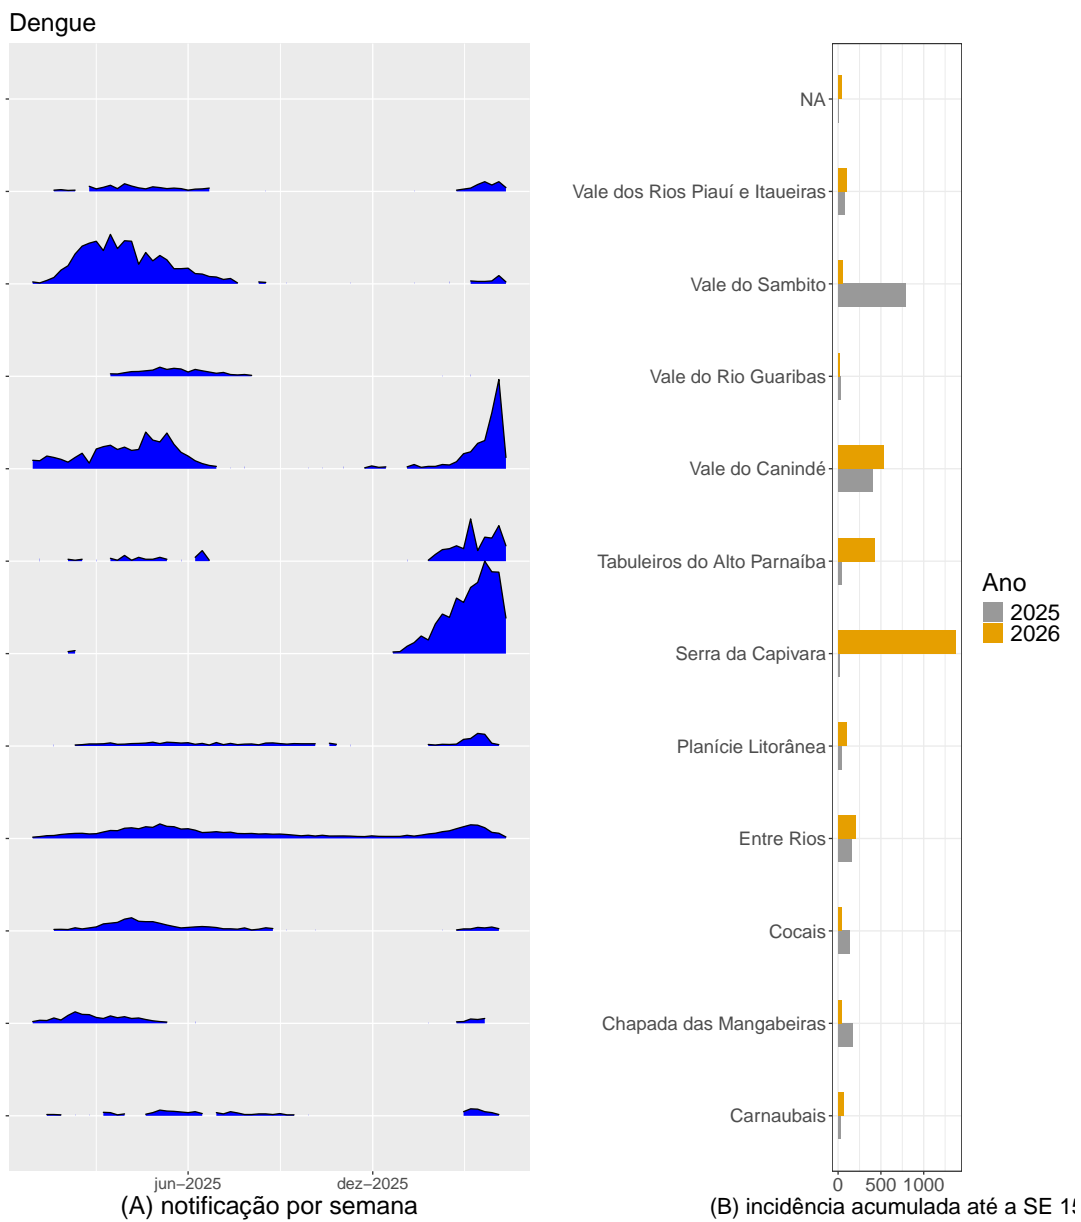 Dengue
NA
Vale dos Rios Piauí e Itaueiras
Vale do Sambito
Vale do Rio Guaribas
Vale do Canindé
Tabuleiros do Alto Parnaíba
Serra da Capivara
Planície Litorânea
Entre Rios
Cocais
Chapada das Mangabeiras
Carnaubais
Ano
2025
2026
jun–2025 dez–2025
0 500 1000
(A) notificação por semana
(B) incidência acumulada até a SE 15